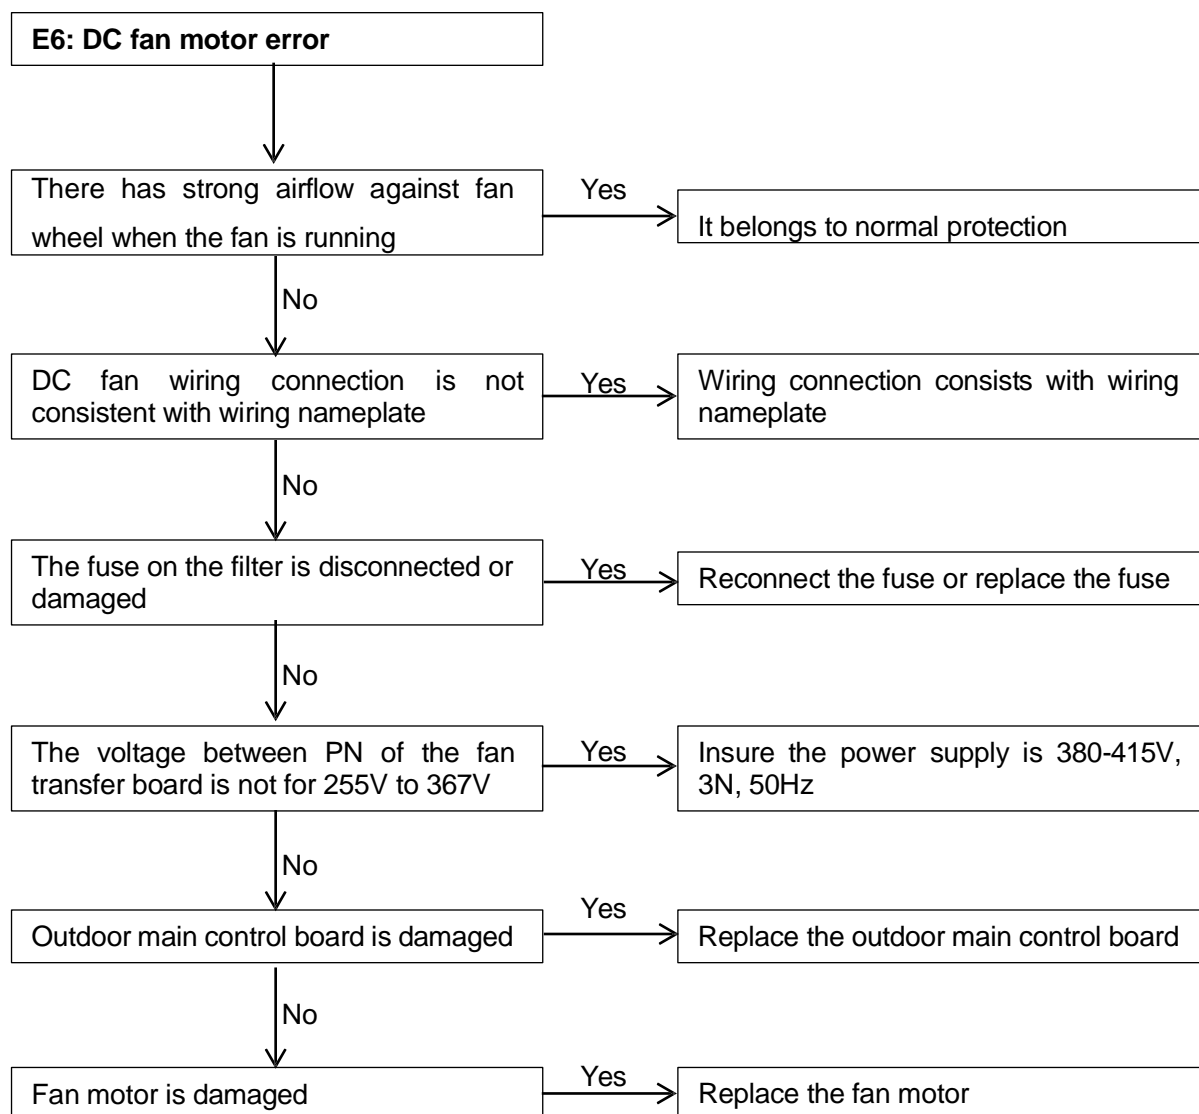 E6: DC fan motor error
There has strong airflow against fan
wheel when the fan is running
Yes
It belongs to normal protection
No
DC fan wiring connection is not
consistent with wiring nameplate
Yes
Wiring connection consists with wiring
nameplate
No
The fuse on the filter is disconnected or
damaged
Yes
Reconnect the fuse or replace the fuse
No
The voltage between PN of the fan
transfer board is not for 255V to 367V
Yes
Insure the power supply is 380-415V,
3N, 50Hz
No
Outdoor main control board is damaged
Yes
Replace the outdoor main control board
No
Fan motor is damaged
Yes
Replace the fan motor